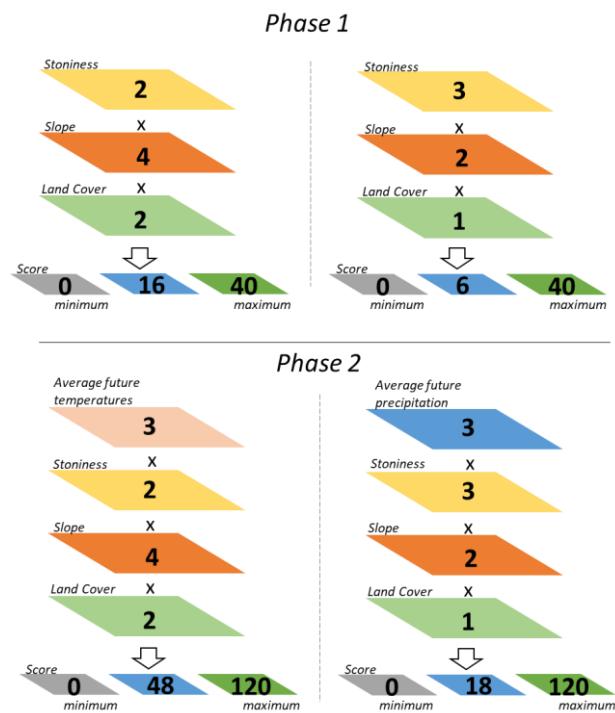 Phase 1
Stoniness
2
x
Slope
4
x
Land Cover
2
Score
0
16
40
minimum
maximum
Stoniness
3
x
Slope
2
x
Land Cover
1
Score
0
6
40
minimum
maximum
Phase 2
Average future
temperatures
3
x
Stoniness
2
x
Slope
4
x
Land Cover
2
Score
0
48
120
minimum
maximum
Average future
precipitation
3
x
Stoniness
3
x
Slope
2
x
Land Cover
1
Score
0
18
120
minimum
maximum